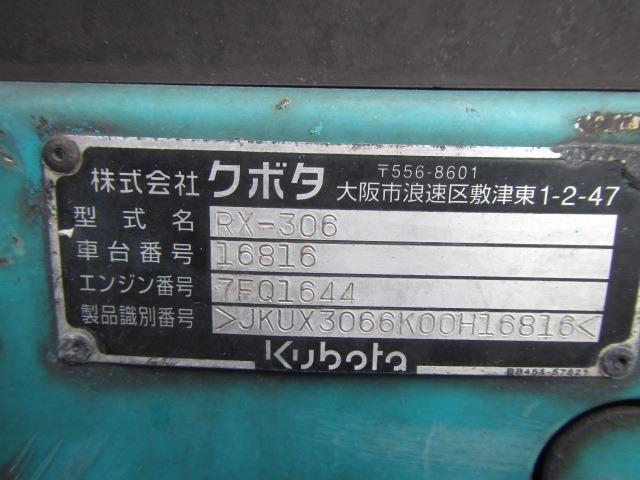 株式会社 クボタ 〒556-8601
大阪市浪速区敷津東1-2-47
型式名 RX-306
車台番号 16816
エンジン番号 7FQ1644
製品識別番号 >JKUX3066K00H16816<
Kubota
RB451-57821